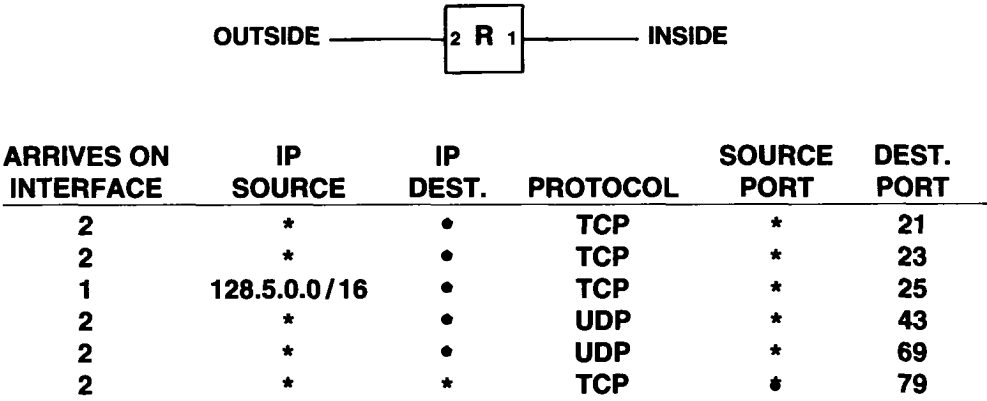 OUTSIDE 2 R 1 INSIDE
ARRIVES ON IP IP SOURCE DEST.
INTERFACE SOURCE DEST. PROTOCOL PORT PORT
2 * * TCP * 21
2 * * TCP * 23
1 128.5.0.0 / 16 * TCP * 25
2 * * UDP * 43
2 * * UDP * 69
2 * * TCP * 79